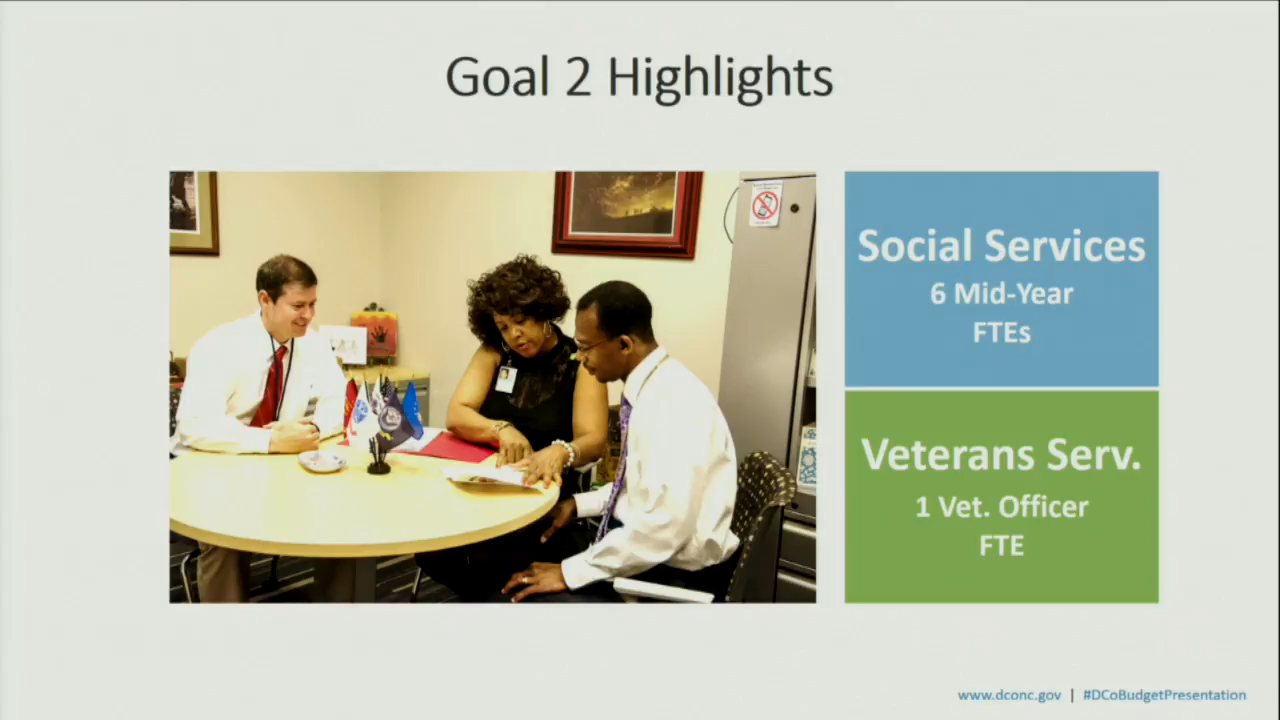 Goal 2 Highlights
Social Services
6 Mid-Year
FTEs
Veterans Serv.
1 Vet. Officer
FTE
www.dconc.gov | #DCoBudgetPresentation